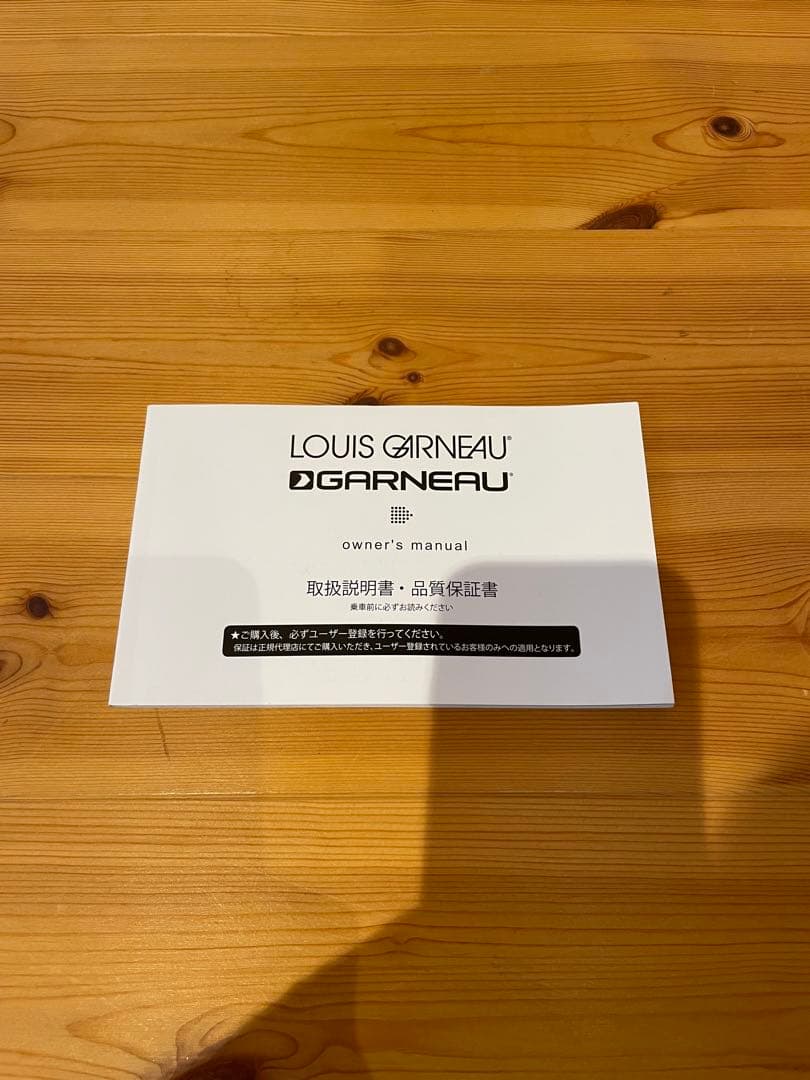 LOUIS GARNEAU®
GARNEAU®
owner's manual
取扱説明書・品質保証書
乗車前に必ずお読みください
★ご購入後、必ずユーザー登録を行ってください。
保証は正規代理店にてご購入いただき、ユーザー登録されているお客様のみへの適用となります。